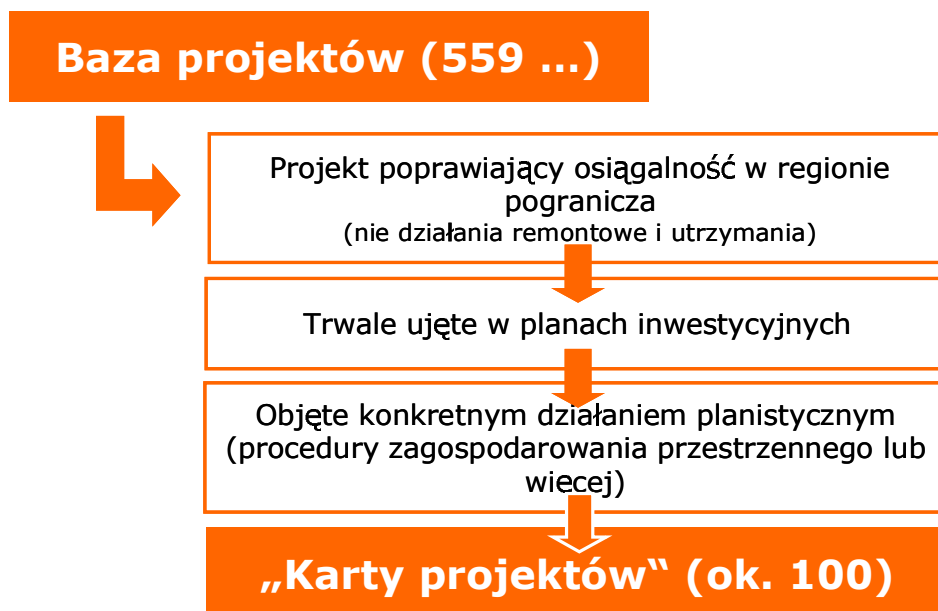 Baza projektów (559 ...)
Projekt poprawiający osiągalność w regionie
pogranicza
(nie działania remontowe i utrzymania)
Trwale ujęte w planach inwestycyjnych
Objęte konkretnym działaniem planistycznym
(procedury zagospodarowania przestrzennego lub
więcej)
„Karty projektów“ (ok. 100)